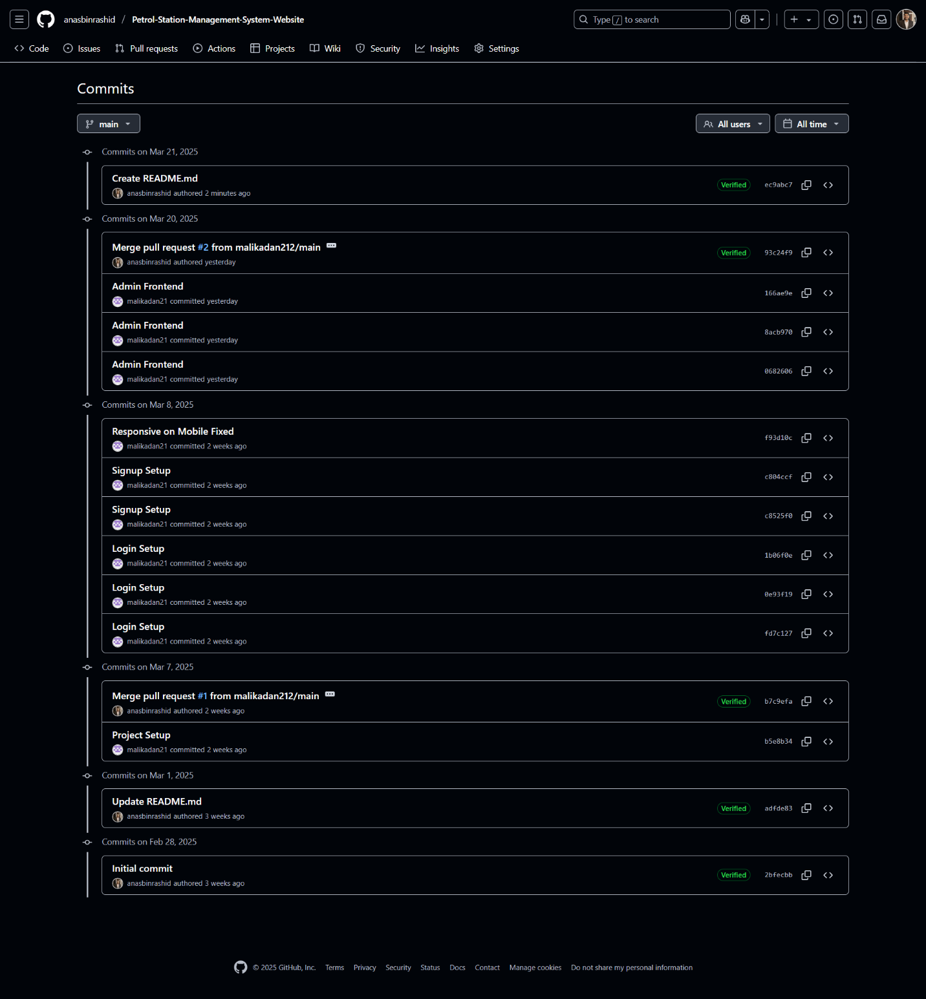 anasbinrashid / Petrol-Station-Management-System-Website
Type / to search
Code Issues Pull requests Actions Projects Wiki Security Insights Settings
Commits
main
All users All time
Commits on Mar 21, 2025
Create README.md
anasbinrashid authored 2 minutes ago
Verified ec9abc7
Commits on Mar 20, 2025
Merge pull request #2 from malikadan212/main
anasbinrashid authored yesterday
Verified 93c24f9
Admin Frontend
malikadan21 committed yesterday
166ae9e
Admin Frontend
malikadan21 committed yesterday
8acb970
Admin Frontend
malikadan21 committed yesterday
0682606
Commits on Mar 8, 2025
Responsive on Mobile Fixed
malikadan21 committed 2 weeks ago
f93d10c
Signup Setup
malikadan21 committed 2 weeks ago
c804ccf
Signup Setup
malikadan21 committed 2 weeks ago
c8525f0
Login Setup
malikadan21 committed 2 weeks ago
1b06f0e
Login Setup
malikadan21 committed 2 weeks ago
0e93f19
Login Setup
malikadan21 committed 2 weeks ago
fd7c127
Commits on Mar 7, 2025
Merge pull request #1 from malikadan212/main
anasbinrashid authored 2 weeks ago
Verified b7c9efa
Project Setup
malikadan21 committed 2 weeks ago
b5e8b34
Commits on Mar 1, 2025
Update README.md
anasbinrashid authored 3 weeks ago
Verified adfde83
Commits on Feb 28, 2025
Initial commit
anasbinrashid authored 3 weeks ago
Verified 2bfecbb
© 2025 GitHub, Inc. Terms Privacy Security Status Docs Contact Manage cookies Do not share my personal information